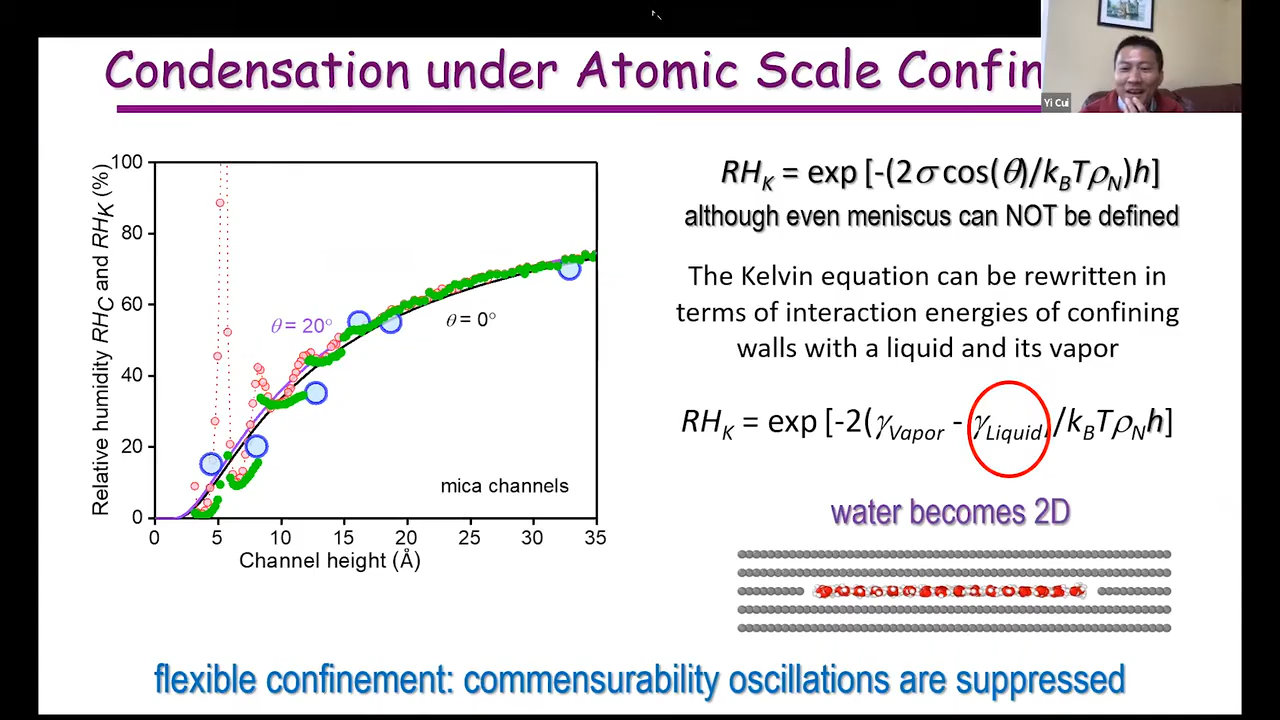 Condensation under Atomic Scale Confin
Yi Cui
100
80
60
40
20
0
0 5 10 15 20 25 30 35
Relative humidity RH_C and RH_K (%)
θ = 20°
θ = 0°
mica channels
Channel height (Å)
RH_K = exp [-(2σ cos(θ)/k_BTρ_N)h]
although even meniscus can NOT be defined
The Kelvin equation can be rewritten in
terms of interaction energies of confining
walls with a liquid and its vapor
RH_K = exp [-2(γ_Vapor - γ_Liquid)/k_BTρ_Nh]
water becomes 2D
flexible confinement: commensurability oscillations are suppressed